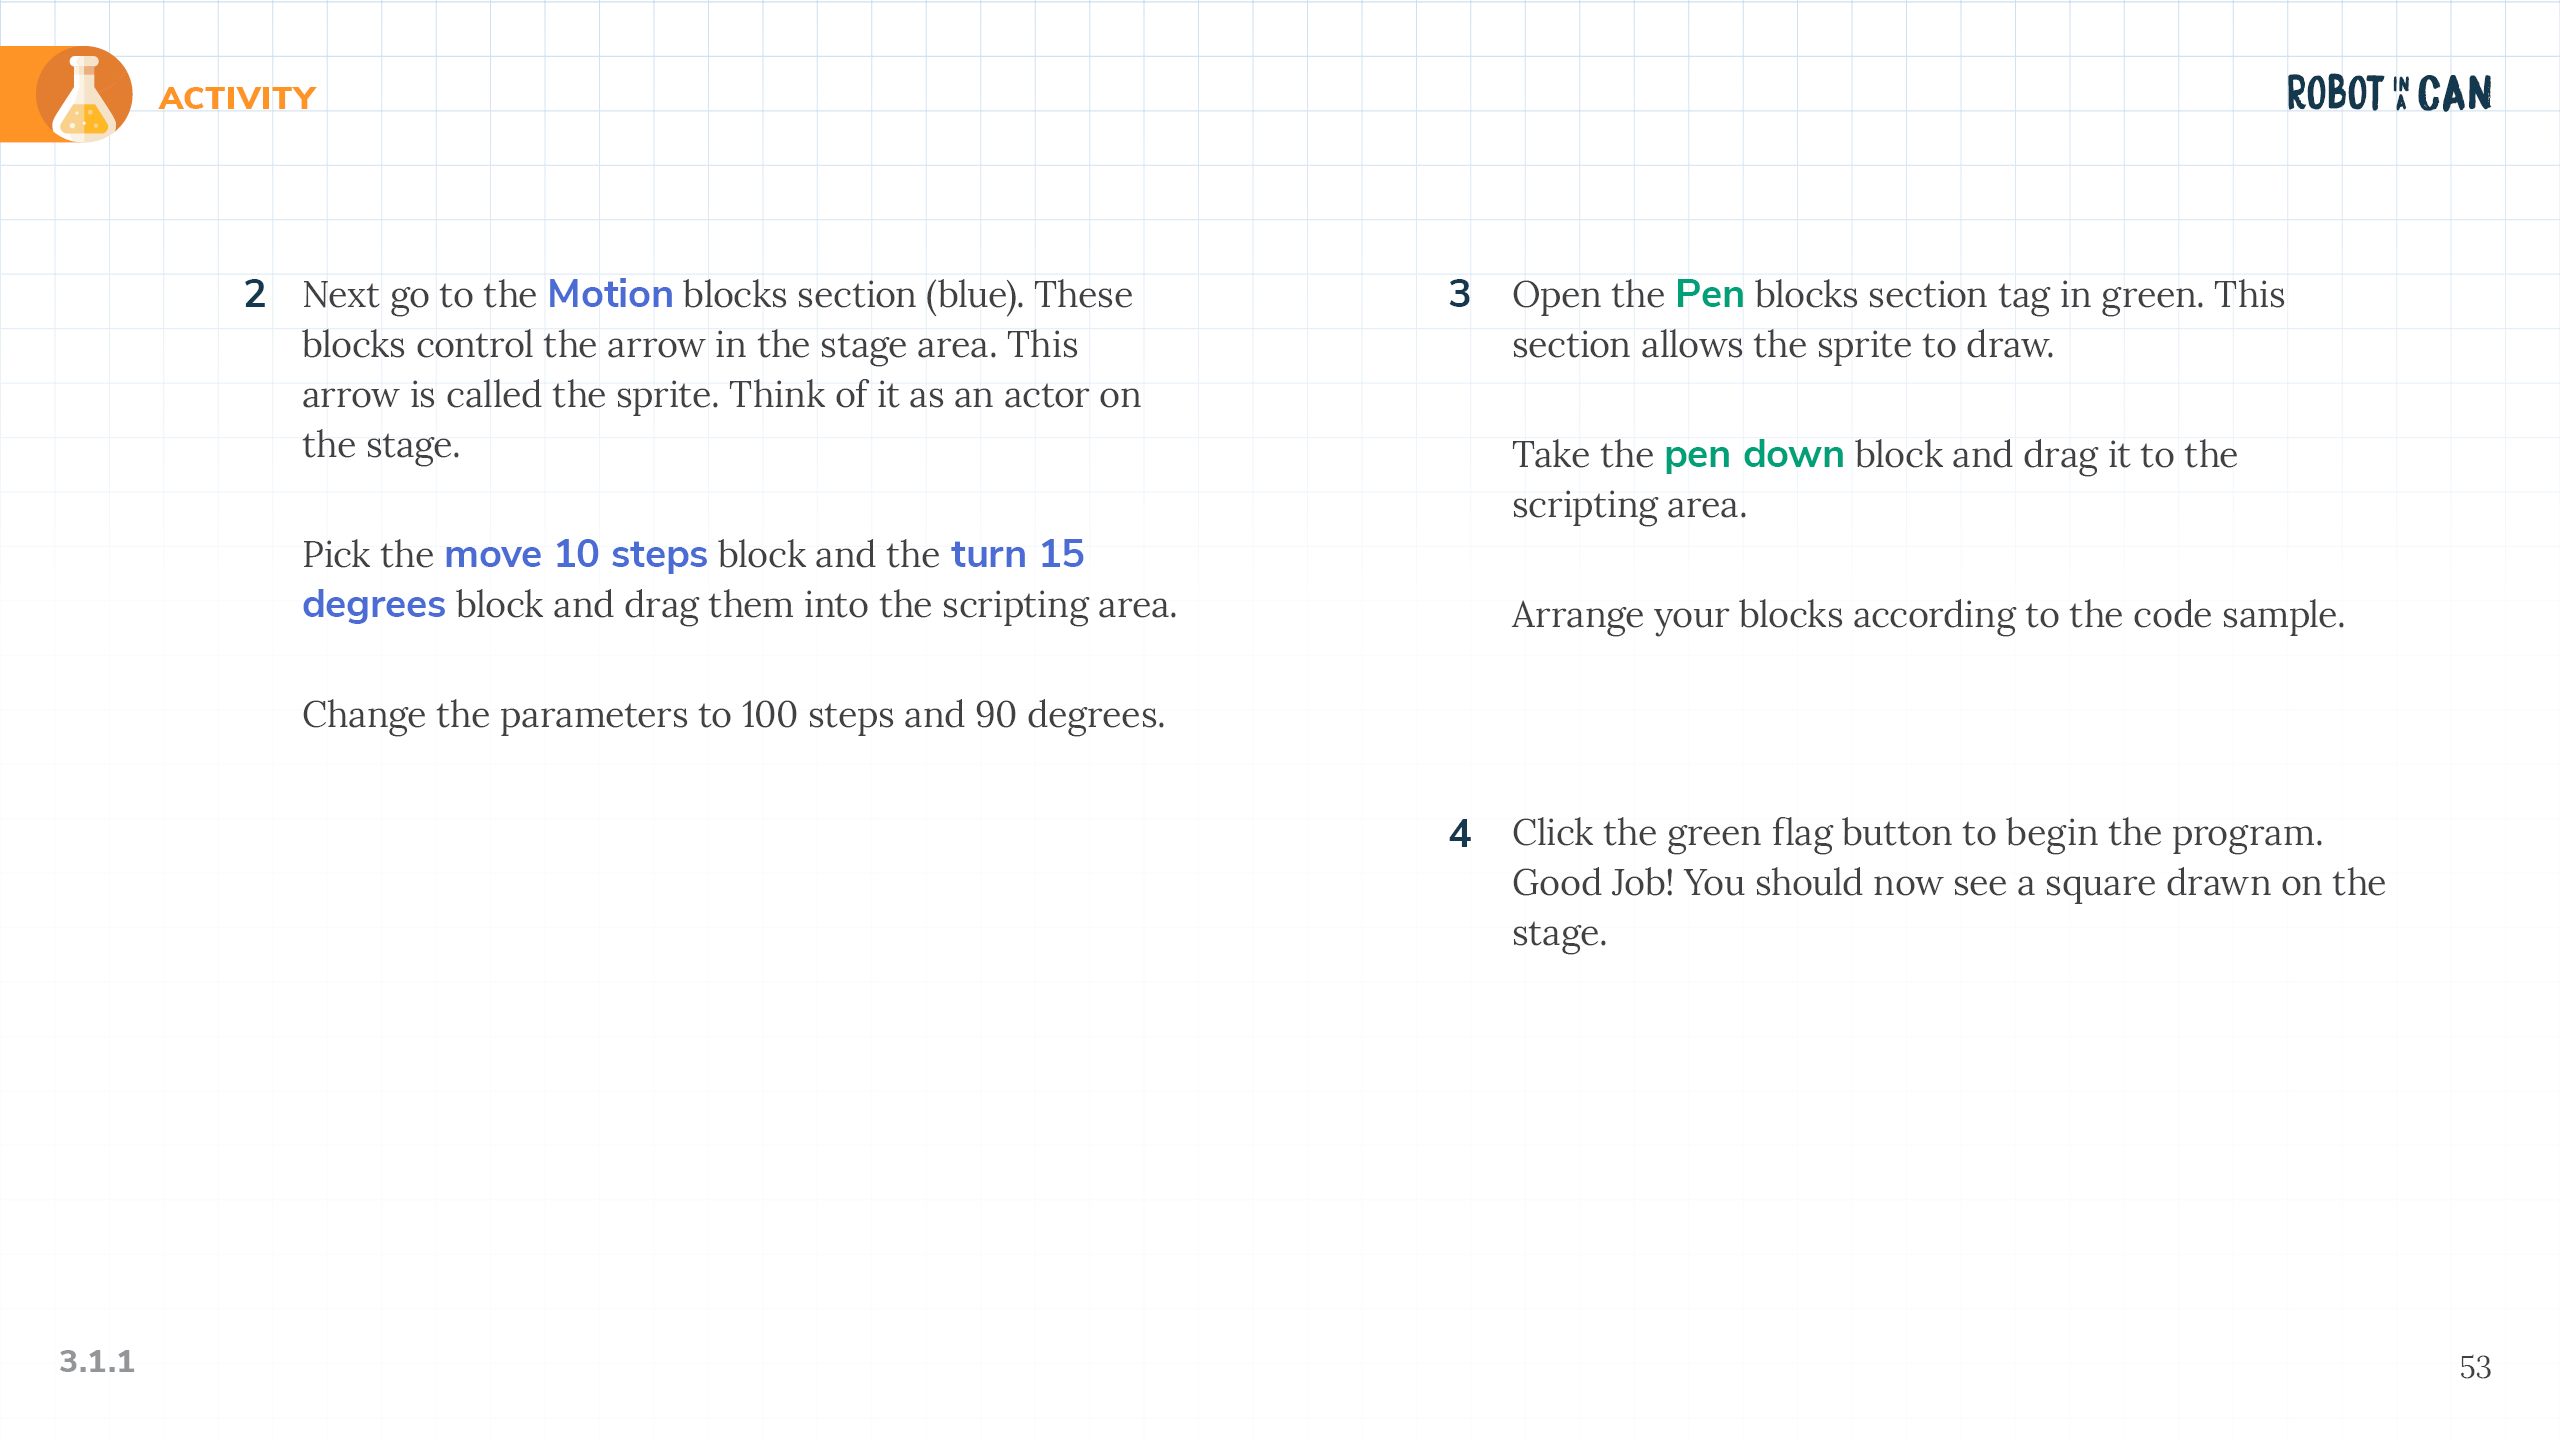 ACTIVITY
ROBOT IN A CAN
2 Next go to the Motion blocks section (blue). These
blocks control the arrow in the stage area. This
arrow is called the sprite. Think of it as an actor on
the stage.
Pick the move 10 steps block and the turn 15
degrees block and drag them into the scripting area.
Change the parameters to 100 steps and 90 degrees.
3 Open the Pen blocks section tag in green. This
section allows the sprite to draw.
Take the pen down block and drag it to the
scripting area.
Arrange your blocks according to the code sample.
4 Click the green flag button to begin the program.
Good Job! You should now see a square drawn on the
stage.
3.1.1
53